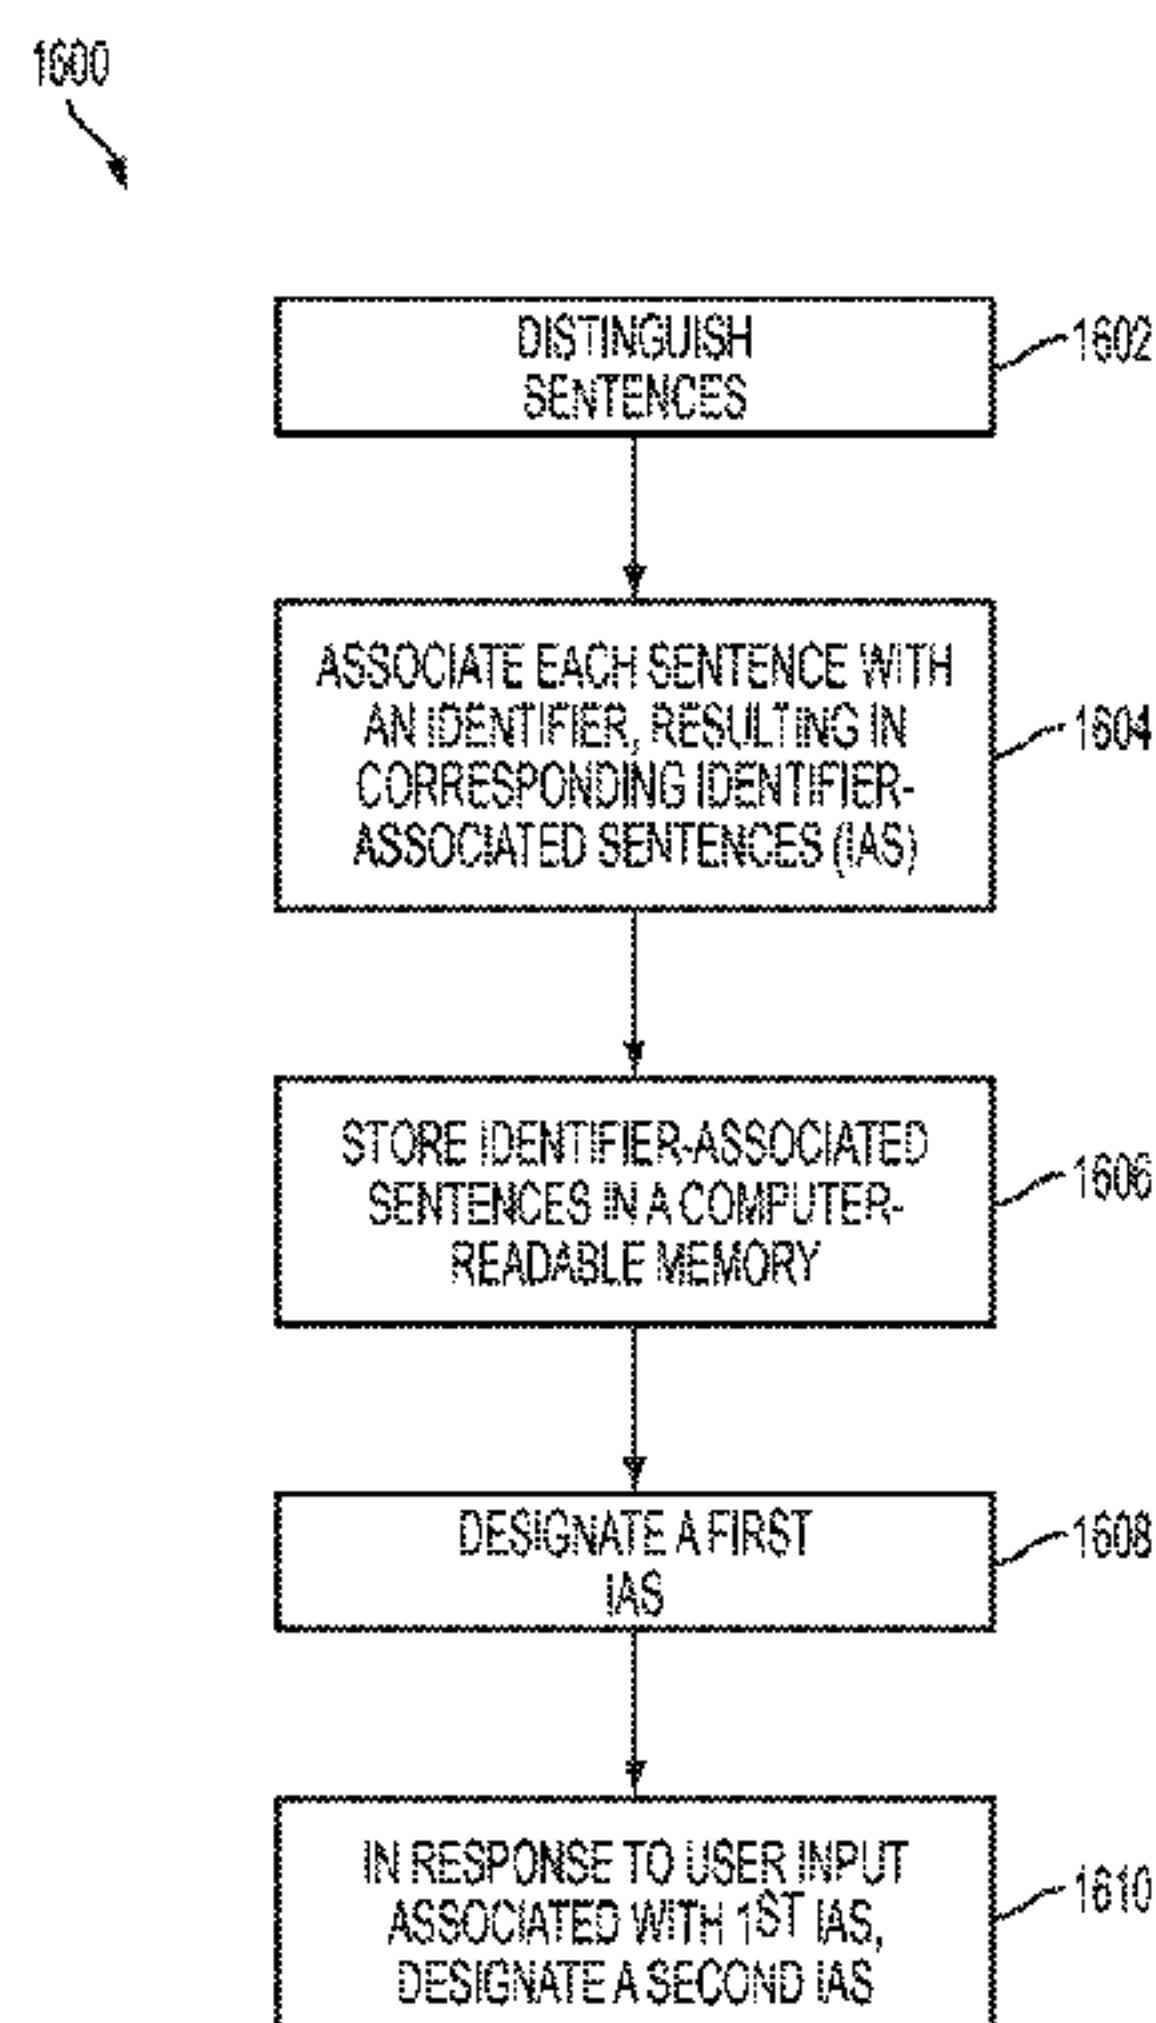 1600
DISTINGUISH
SENTENCES
1602
ASSOCIATE EACH SENTENCE WITH
AN IDENTIFIER, RESULTING IN
CORRESPONDING IDENTIFIER-
ASSOCIATED SENTENCES (IAS)
1604
STORE IDENTIFIER-ASSOCIATED
SENTENCES IN A COMPUTER-
READABLE MEMORY
1606
DESIGNATE A FIRST
IAS
1608
IN RESPONSE TO USER INPUT
ASSOCIATED WITH 1ST IAS,
DESIGNATE A SECOND IAS
1610